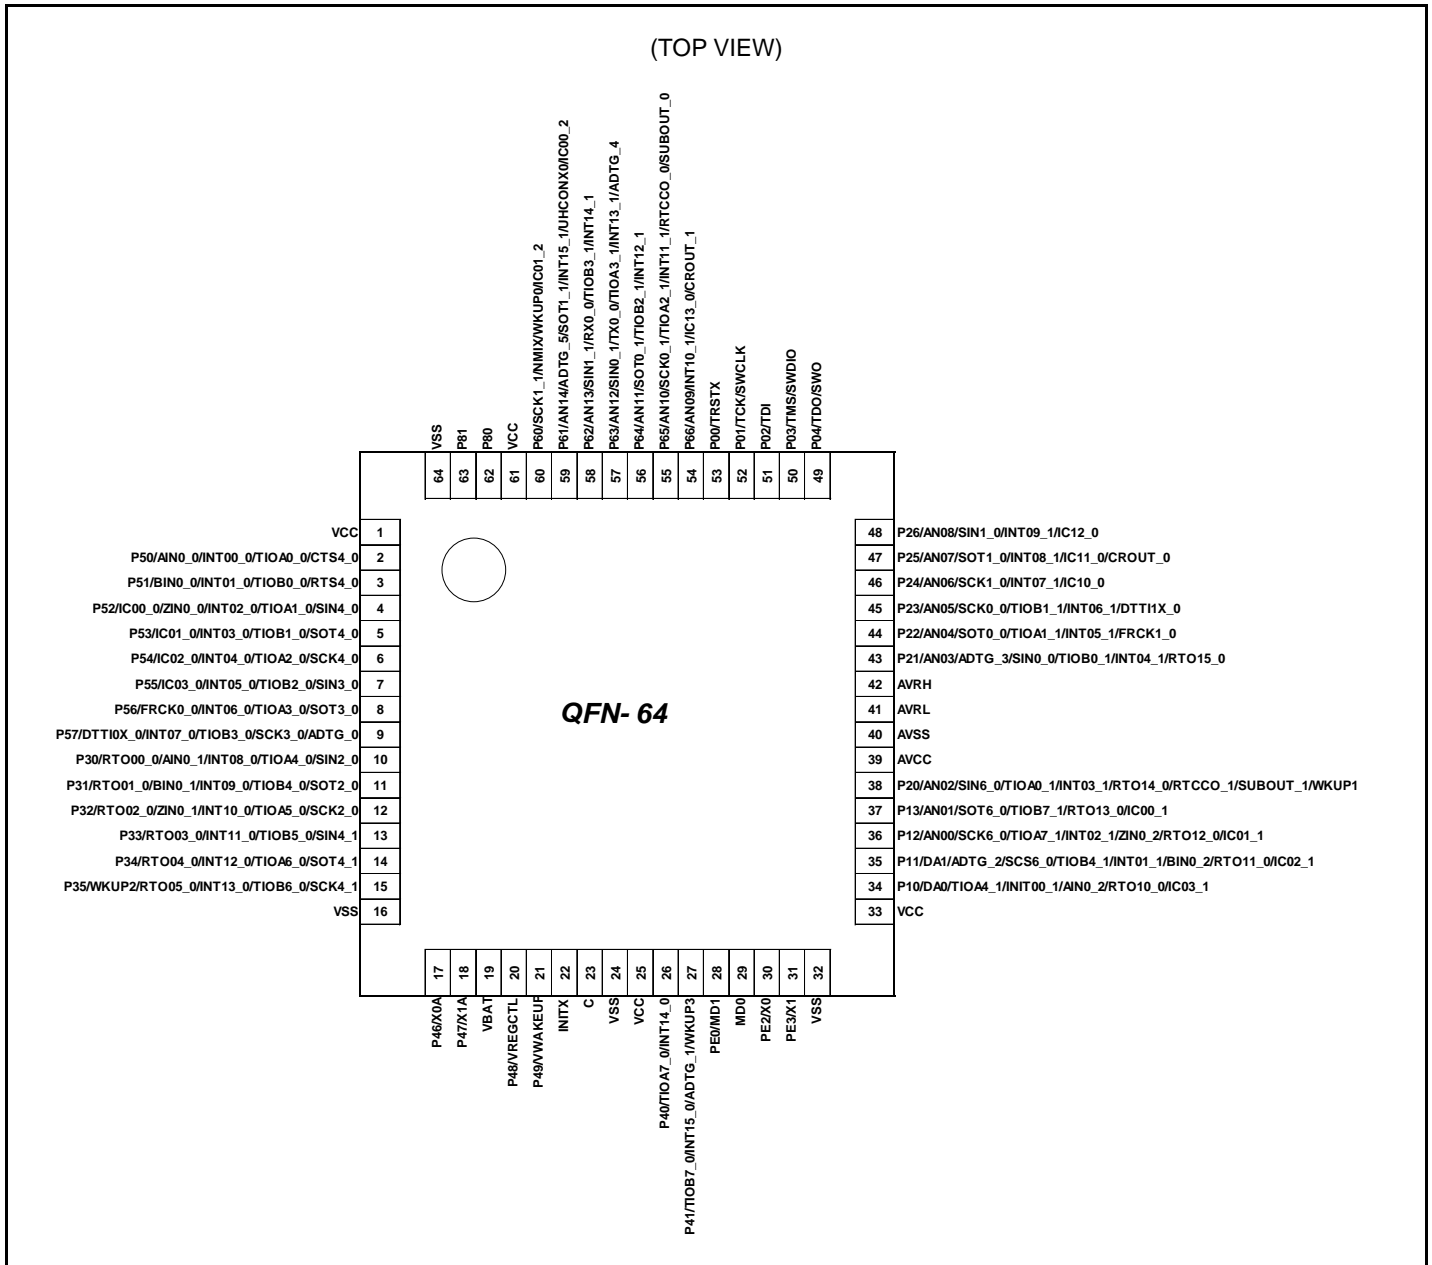 (TOP VIEW)
VSS
P81
P80
VCC
P60/SCK1_1/NMIX/WKUP0/IC01_2
P61/AN14/ADTG_5/SOT1_1/INT15_1/UHCONX0/IC00_2
P62/AN13/SIN1_1/RX0_0/TIOB3_1/INT14_1
P63/AN12/SIN0_1/TX0_0/TIOA3_1/INT13_1/ADTG_4
P64/AN11/SOT0_1/TIOB2_1/INT12_1
P65/AN10/SCK0_1/TIOA2_1/INT11_1/RTCCO_0/SUBOUT_0
P66/AN09/INT10_1/IC13_0/CROUT_1
P00/TRSTX
P01/TCK/SWCLK
P02/TDI
P03/TMS/SWDIO
P04/TDO/SWO
64 63 62 61 60 59 58 57 56 55 54 53 52 51 50 49
VCC 1
P50/AIN0_0/INT00_0/TIOA0_0/CTS4_0 2
P51/BIN0_0/INT01_0/TIOB0_0/RTS4_0 3
P52/IC00_0/ZIN0_0/INT02_0/TIOA1_0/SIN4_0 4
P53/IC01_0/INT03_0/TIOB1_0/SOT4_0 5
P54/IC02_0/INT04_0/TIOA2_0/SCK4_0 6
P55/IC03_0/INT05_0/TIOB2_0/SIN3_0 7
P56/FRCK0_0/INT06_0/TIOA3_0/SOT3_0 8
P57/DTTI0X_0/INT07_0/TIOB3_0/SCK3_0/ADTG_0 9
P30/RTO00_0/AIN0_1/INT08_0/TIOA4_0/SIN2_0 10
P31/RTO01_0/BIN0_1/INT09_0/TIOB4_0/SOT2_0 11
P32/RTO02_0/ZIN0_1/INT10_0/TIOA5_0/SCK2_0 12
P33/RTO03_0/INT11_0/TIOB5_0/SIN4_1 13
P34/RTO04_0/INT12_0/TIOA6_0/SOT4_1 14
P35/WKUP2/RTO05_0/INT13_0/TIOB6_0/SCK4_1 15
VSS 16
QFN- 64
48 P26/AN08/SIN1_0/INT09_1/IC12_0
47 P25/AN07/SOT1_0/INT08_1/IC11_0/CROUT_0
46 P24/AN06/SCK1_0/INT07_1/IC10_0
45 P23/AN05/SCK0_0/TIOB1_1/INT06_1/DTTI1X_0
44 P22/AN04/SOT0_0/TIOA1_1/INT05_1/FRCK1_0
43 P21/AN03/ADTG_3/SIN0_0/TIOB0_1/INT04_1/RTO15_0
42 AVRH
41 AVRL
40 AVSS
39 AVCC
38 P20/AN02/SIN6_0/TIOA0_1/INT03_1/RTO14_0/RTCCO_1/SUBOUT_1/WKUP1
37 P13/AN01/SOT6_0/TIOB7_1/RTO13_0/IC00_1
36 P12/AN00/SCK6_0/TIOA7_1/INT02_1/ZIN0_2/RTO12_0/IC01_1
35 P11/DA1/ADTG_2/SCS6_0/TIOB4_1/INT01_1/BIN0_2/RTO11_0/IC02_1
34 P10/DA0/TIOA4_1/INIT00_1/AIN0_2/RTO10_0/IC03_1
33 VCC
17 18 19 20 21 22 23 24 25 26 27 28 29 30 31 32
P46/X0A
P47/X1A
VBAT
P48/VREGCTL
P49/VWAKEUP
INITX
C
VSS
VCC
P40/TIOA7_0/INT14_0
P41/TIOB7_0/INT15_0/ADTG_1/WKUP3
PE0/MD1
MD0
PE2/X0
PE3/X1
VSS